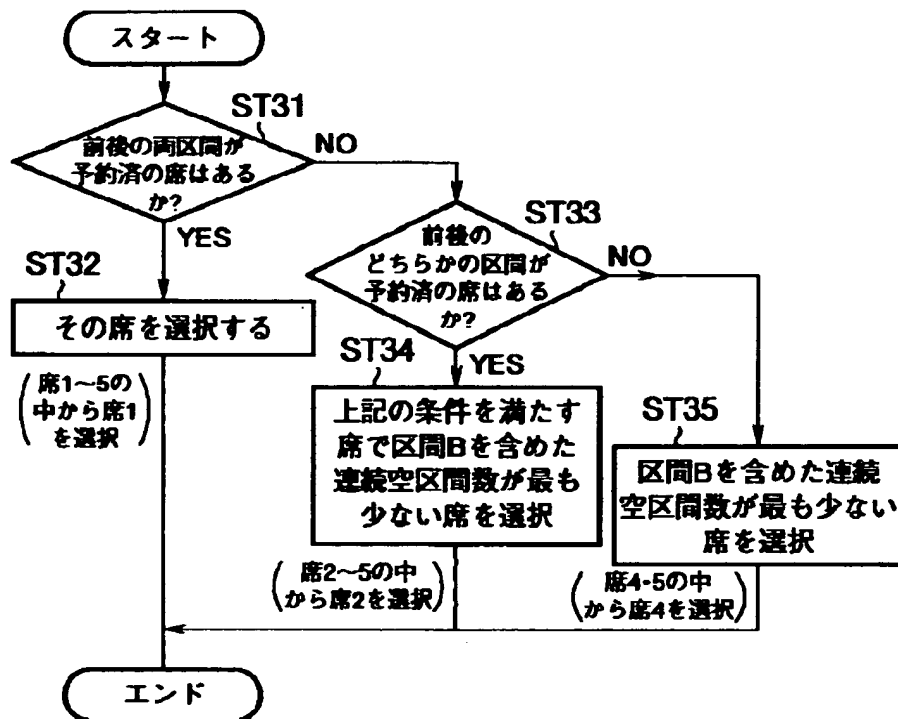 スタート
ST31
前後の両区間が
予約済の席はある
か?
NO
YES
ST32
その席を選択する
席1～5の
中から席1
を選択
ST33
前後の
どちらかの区間が
予約済の席はある
か?
NO
YES
ST34
上記の条件を満たす
席で区間Bを含めた
連続空区間数が最も
少ない席を選択
席2～5の中
から席2を選択
ST35
区間Bを含めた連続
空区間数が最も少ない
席を選択
席4・5の中
から席4を選択
エンド